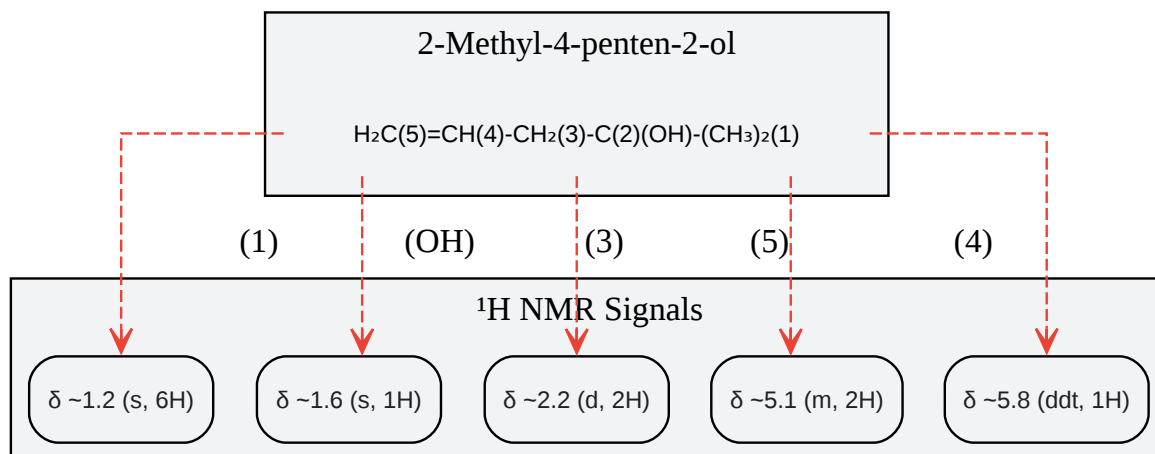 2-Methyl-4-penten-2-ol
H₂C(5)=CH(4)-CH₂(3)-C(2)(OH)-(CH₃)₂(1)
(1) (OH) (3) (5) (4)
¹H NMR Signals
δ ~1.2 (s, 6H) δ ~1.6 (s, 1H) δ ~2.2 (d, 2H) δ ~5.1 (m, 2H) δ ~5.8 (ddt, 1H)